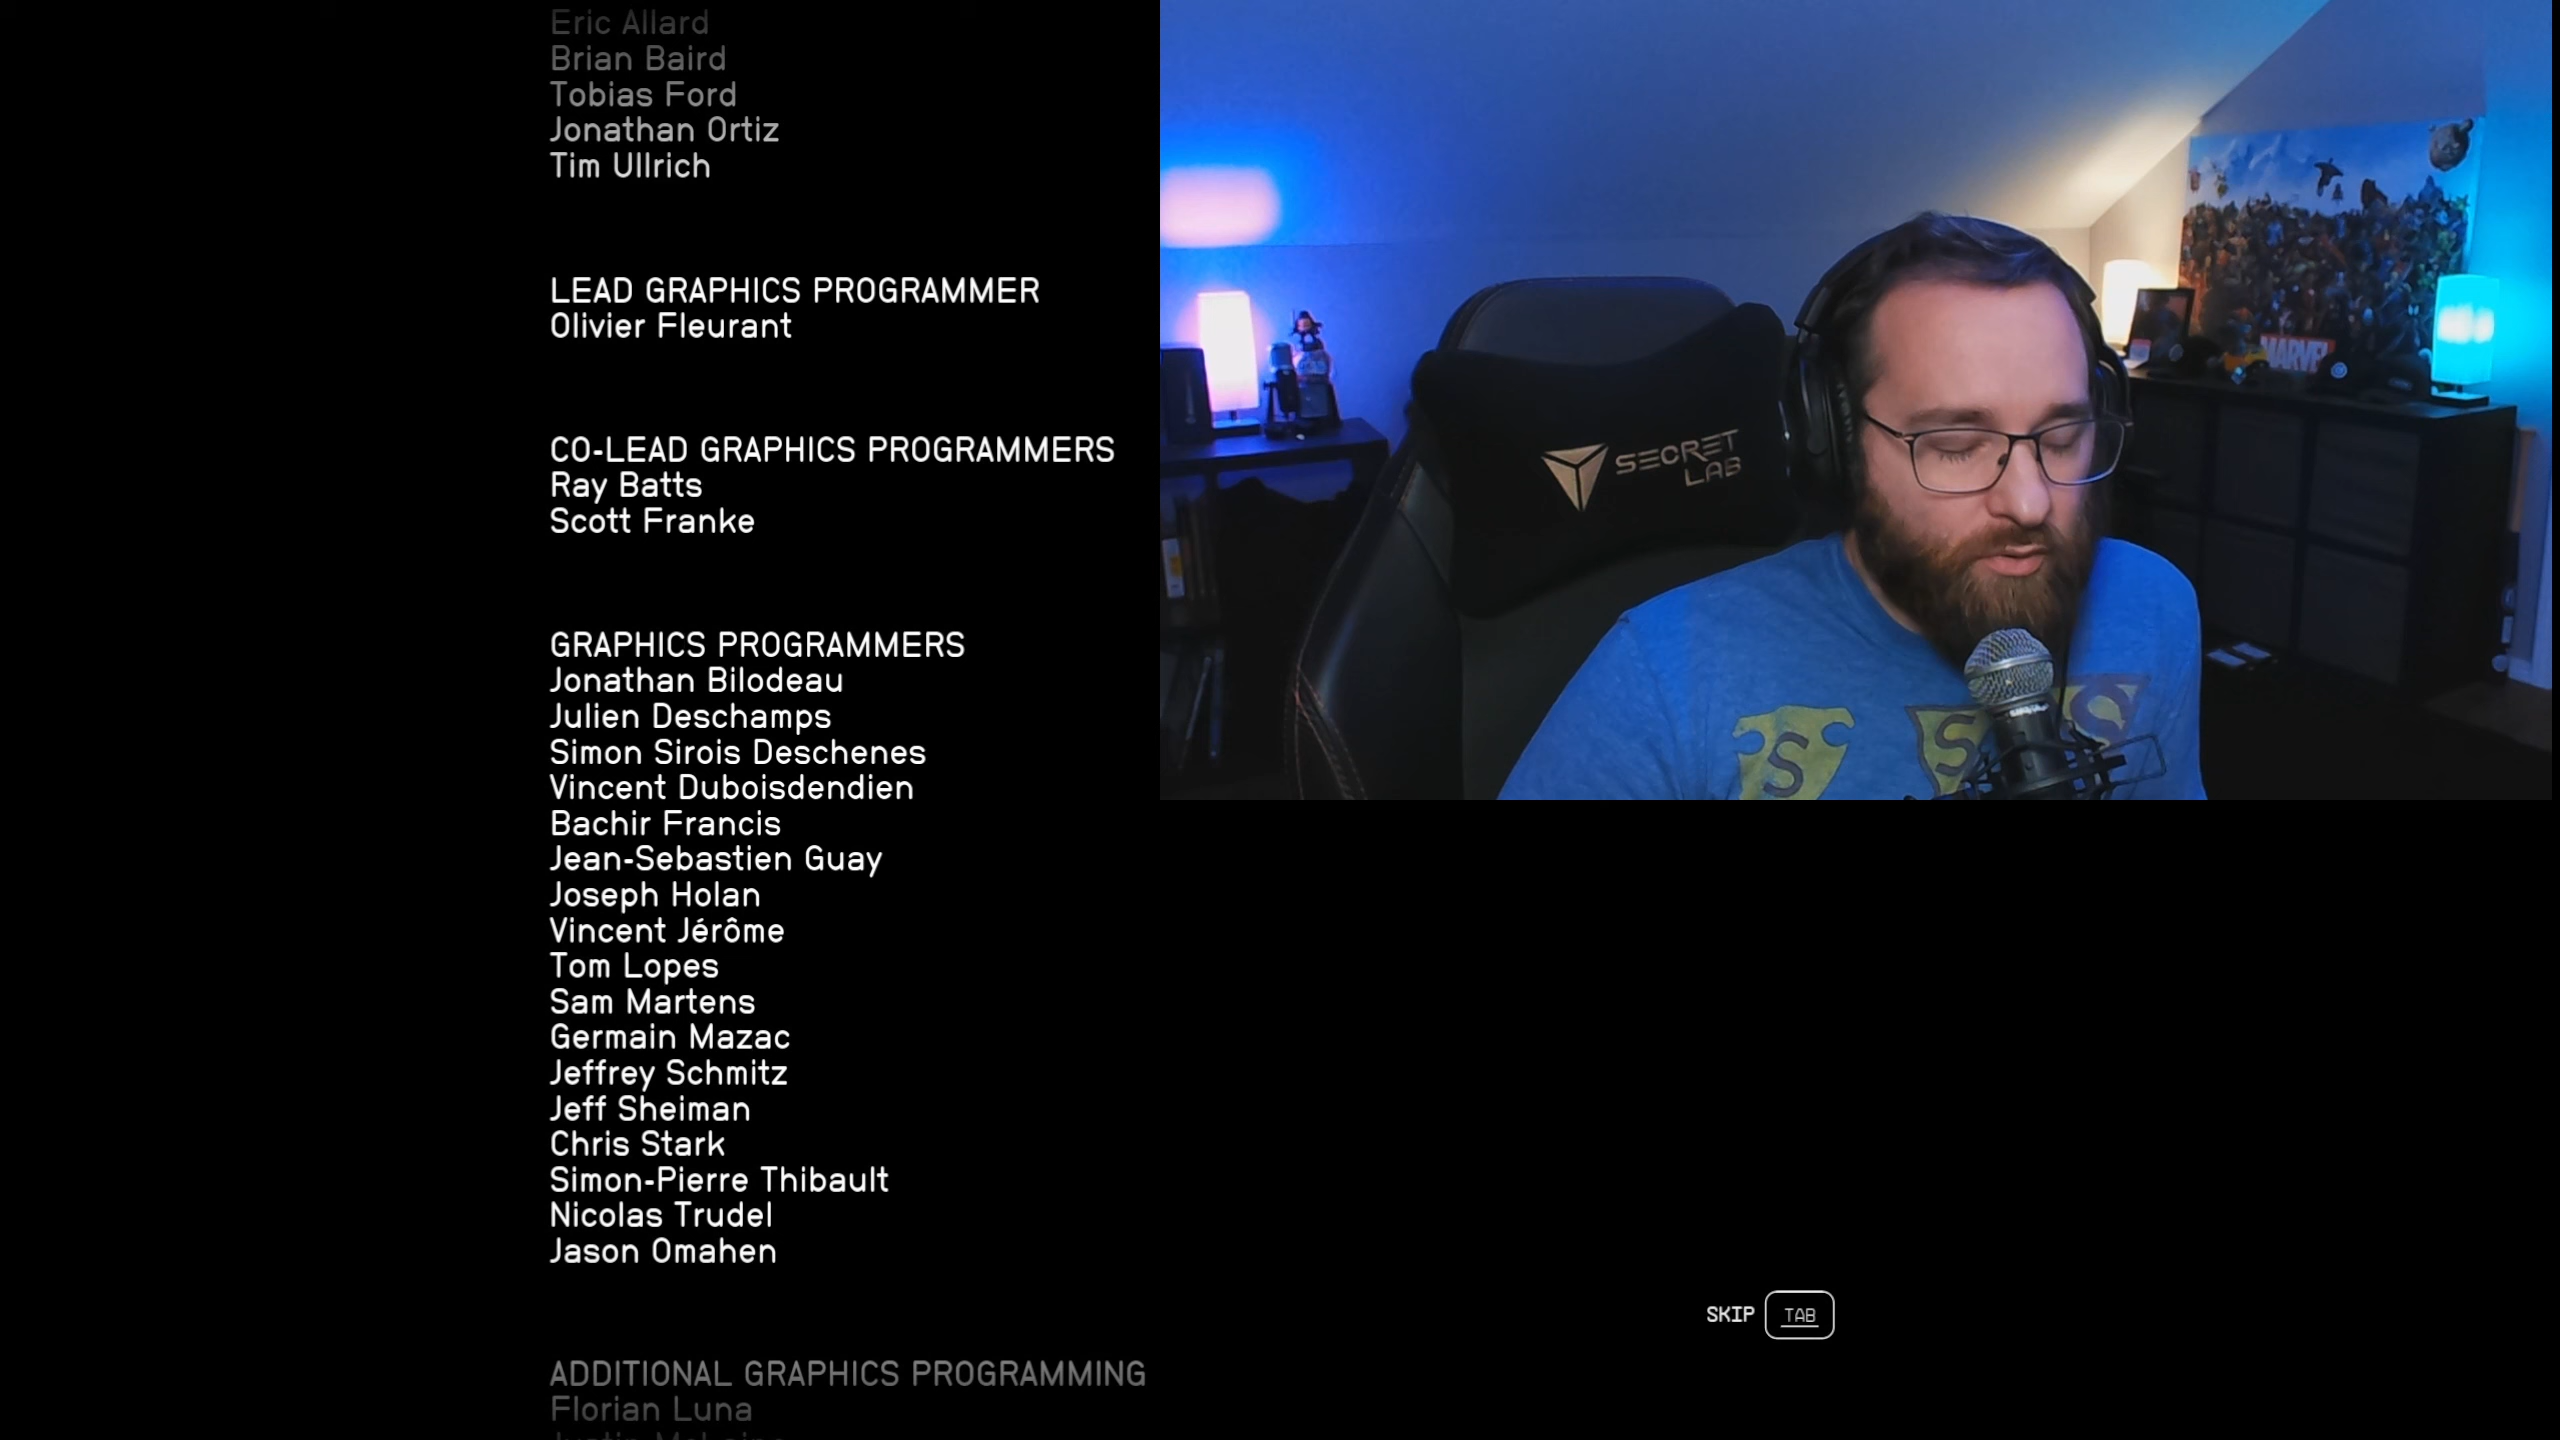 Eric Allard
Brian Baird
Tobias Ford
Jonathan Ortiz
Tim Ullrich
LEAD GRAPHICS PROGRAMMER
Olivier Fleurant
CO-LEAD GRAPHICS PROGRAMMERS
Ray Batts
Scott Franke
GRAPHICS PROGRAMMERS
Jonathan Bilodeau
Julien Deschamps
Simon Sirois Deschenes
Vincent Duboisdendien
Bachir Francis
Jean-Sebastien Guay
Joseph Holan
Vincent Jérôme
Tom Lopes
Sam Martens
Germain Mazac
Jeffrey Schmitz
Jeff Sheiman
Chris Stark
Simon-Pierre Thibault
Nicolas Trudel
Jason Omahen
ADDITIONAL GRAPHICS PROGRAMMING
Florian Luna
SECRET
LAB
MARVEL
S
S
S
SKIP TAB